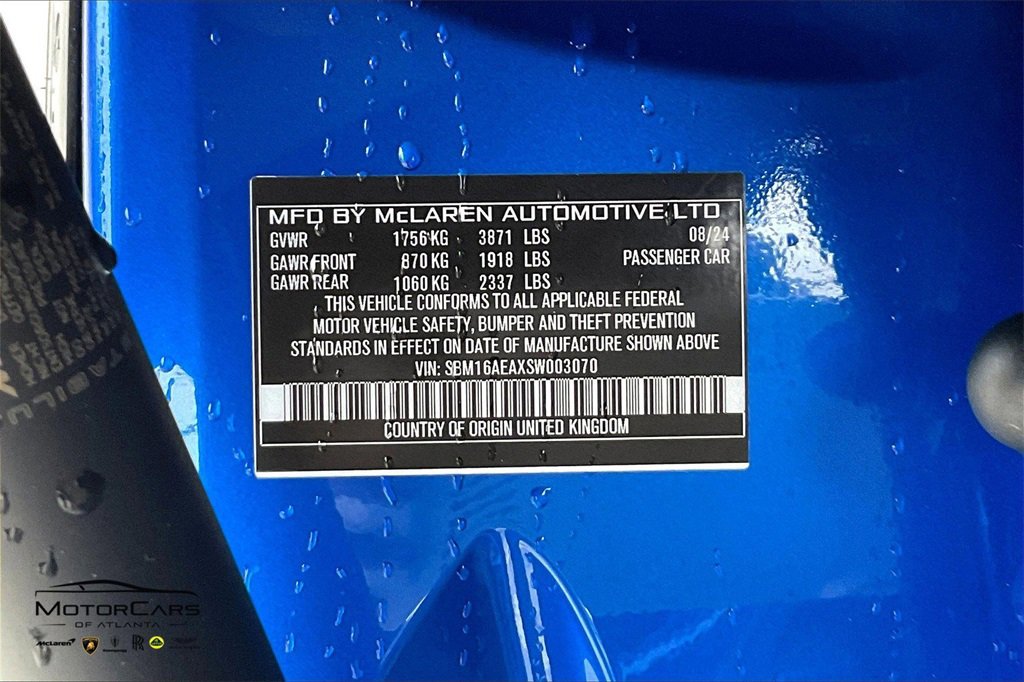 MFD BY McLAREN AUTOMOTIVE LTD
GVWR 1756 KG 3871 LBS 08/24
GAWR FRONT 870 KG 1918 LBS PASSENGER CAR
GAWR REAR 1060 KG 2337 LBS
THIS VEHICLE CONFORMS TO ALL APPLICABLE FEDERAL
MOTOR VEHICLE SAFETY, BUMPER AND THEFT PREVENTION
STANDARDS IN EFFECT ON DATE OF MANUFACTURE SHOWN ABOVE
VIN: SBM16AEAXSW003070
COUNTRY OF ORIGIN UNITED KINGDOM
MOTORCARS
OF ATLANTA
McLaren